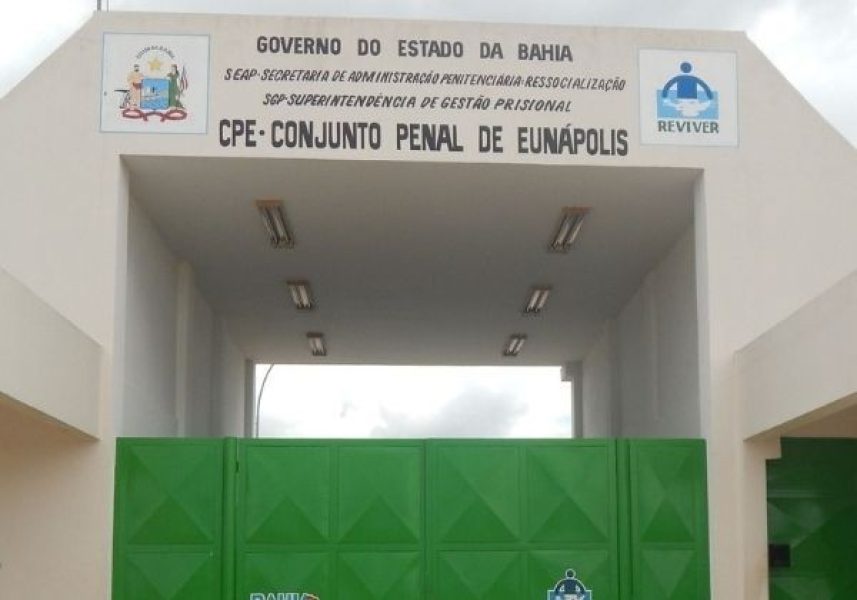 GOVERNO DO ESTADO DA BAHIA
SEAP-SECRETARIA DE ADMINISTRAÇÃO PENITENCIÁRIA E RESSOCIALIZAÇÃO
SGP-SUPERINTENDÊNCIA DE GESTÃO PRISIONAL
CPE - CONJUNTO PENAL DE EUNÁPOLIS
REVIVER
BAHIA